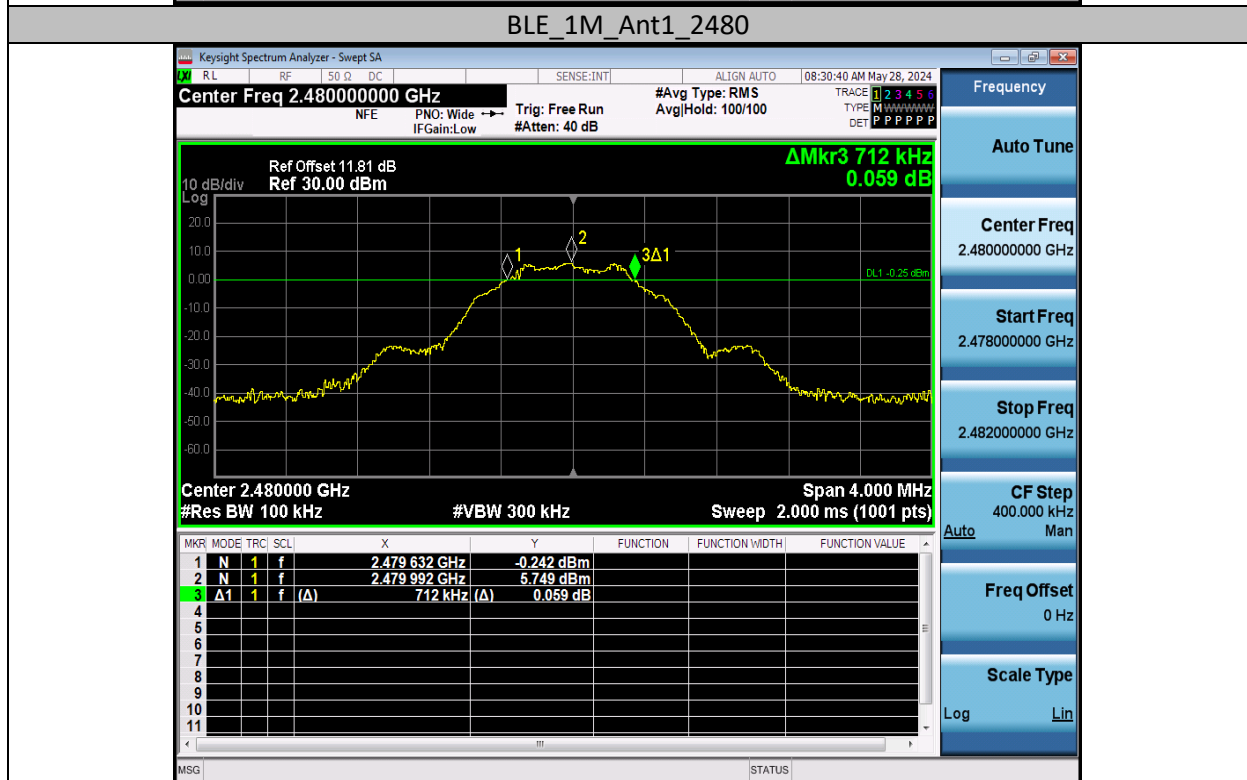 BLE_1M_Ant1_2480
Keysight Spectrum Analyzer - Swept SA
LXI RL RF 50 Ω DC SENSE:INT ALIGN AUTO 08:30:40 AM May 28, 2024
Center Freq 2.480000000 GHz #Avg Type: RMS TRACE 1 2 3 4 5 6
NFE PNO: Wide Trig: Free Run Avg|Hold: 100/100 TYPE M WWWWW
IFGain:Low #Atten: 40 dB DET P P P P P P
ΔMkr3 712 kHz
0.059 dB
Ref Offset 11.81 dB
10 dB/div Ref 30.00 dBm
Log
20.0
10.0
0.00
-10.0
-20.0
-30.0
-40.0
-50.0
-60.0
1
2
3Δ1
DL1 -0.25 dBm
Center 2.480000 GHz Span 4.000 MHz
#Res BW 100 kHz #VBW 300 kHz Sweep 2.000 ms (1001 pts)
MKR MODE TRC SCL X Y FUNCTION FUNCTION WIDTH FUNCTION VALUE
1 N 1 f 2.479 632 GHz -0.242 dBm
2 N 1 f 2.479 992 GHz 5.749 dBm
3 Δ1 1 f (Δ) 712 kHz (Δ) 0.059 dB
4
5
6
7
8
9
10
11
MSG STATUS
Frequency
Auto Tune
Center Freq
2.480000000 GHz
Start Freq
2.478000000 GHz
Stop Freq
2.482000000 GHz
CF Step
400.000 kHz
Auto Man
Freq Offset
0 Hz
Scale Type
Log Lin